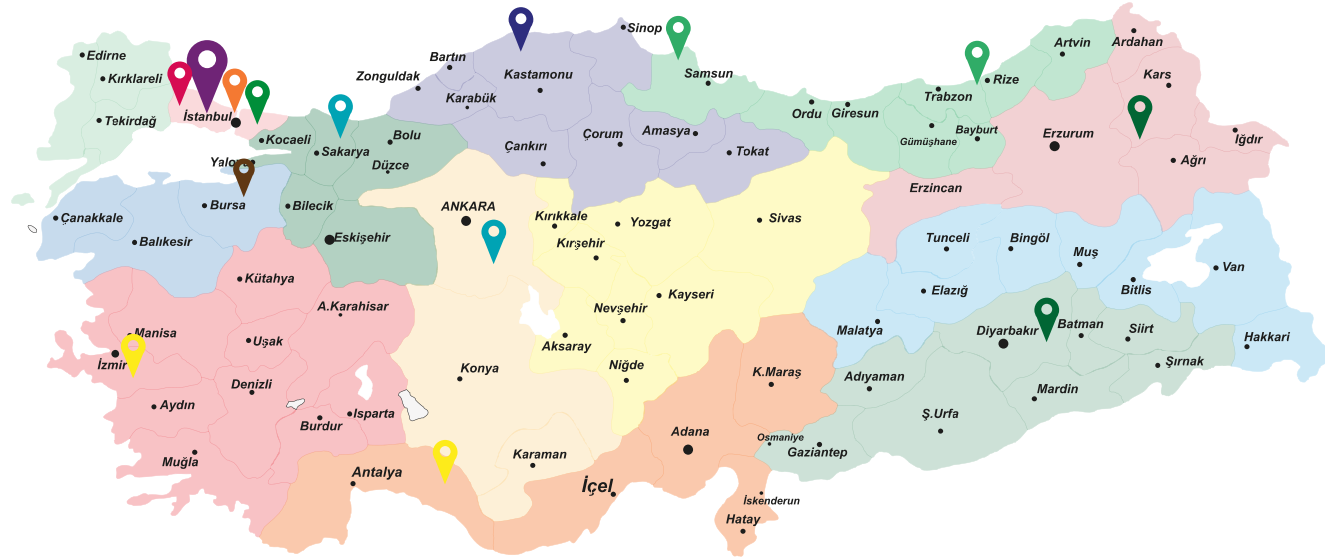 Edirne
Kırklareli
Tekirdağ
İstanbul
Kocaeli
Yalova
Sakarya
Bolu
Düzce
Bilecik
Eskişehir
Çanakkale
Bursa
Balıkesir
Zonguldak
Bartın
Karabük
Kastamonu
Sinop
Çankırı
Çorum
Amasya
Tokat
Samsun
Ordu
Giresun
Trabzon
Gümüşhane
Bayburt
Rize
Artvin
Ardahan
Kars
Iğdır
Ağrı
Erzurum
Erzincan
ANKARA
Kırıkkale
Kırşehir
Yozgat
Sivas
Nevşehir
Kayseri
Aksaray
Niğde
Konya
Karaman
Kütahya
A.Karahisar
Manisa
İzmir
Uşak
Denizli
Aydın
Muğla
Burdur
Isparta
Antalya
İçel
Adana
K.Maraş
Osmaniye
İskenderun
Hatay
Tunceli
Bingöl
Muş
Bitlis
Van
Hakkari
Elazığ
Malatya
Diyarbakır
Batman
Siirt
Şırnak
Mardin
Adıyaman
Ş.Urfa
Gaziantep